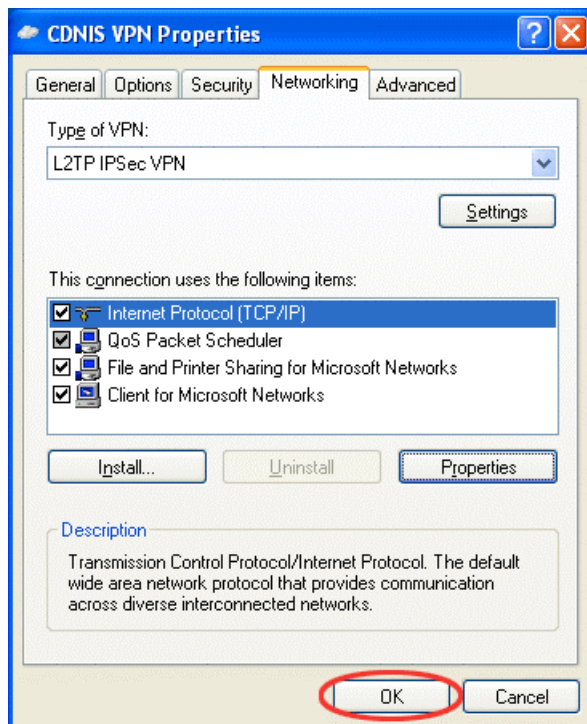 CDNIS VPN Properties
General Options Security Networking Advanced
Type of VPN:
L2TP IPSec VPN
Settings
This connection uses the following items:
Internet Protocol (TCP/IP)
QoS Packet Scheduler
File and Printer Sharing for Microsoft Networks
Client for Microsoft Networks
Install... Uninstall Properties
Description
Transmission Control Protocol/Internet Protocol. The default
wide area network protocol that provides communication
across diverse interconnected networks.
OK Cancel